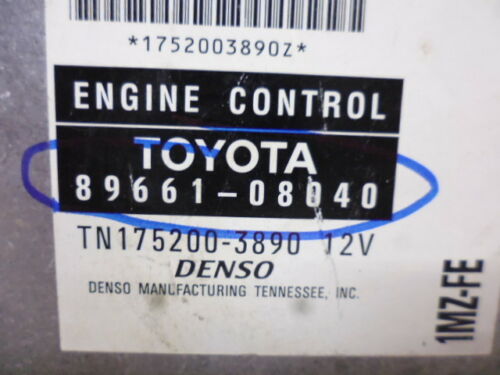 *1752003890Z*
ENGINE CONTROL
TOYOTA
89661-08040
TN175200-3890 12V
DENSO
DENSO MANUFACTURING TENNESSEE, INC.
1MZ-FE